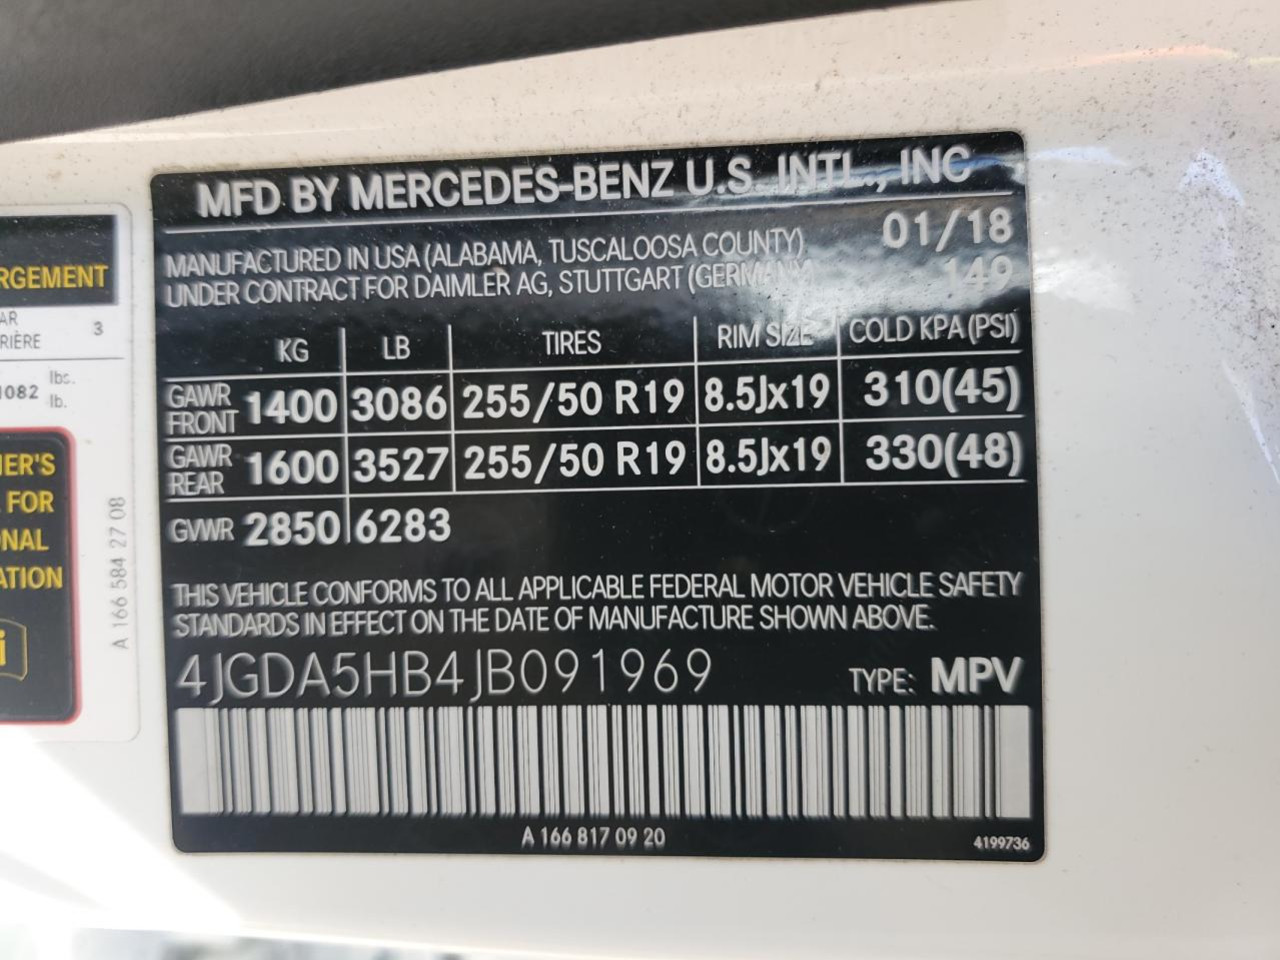 MFD BY MERCEDES-BENZ U.S. INTL., INC
MANUFACTURED IN USA (ALABAMA, TUSCALOOSA COUNTY) 01/18
UNDER CONTRACT FOR DAIMLER AG, STUTTGART (GERMANY) 149
KG LB TIRES RIM SIZE COLD KPA (PSI)
GAWR FRONT 1400 3086 255/50 R19 8.5Jx19 310(45)
GAWR REAR 1600 3527 255/50 R19 8.5Jx19 330(48)
GVWR 2850 6283
THIS VEHICLE CONFORMS TO ALL APPLICABLE FEDERAL MOTOR VEHICLE SAFETY
STANDARDS IN EFFECT ON THE DATE OF MANUFACTURE SHOWN ABOVE.
4JGDA5HB4JB091969 TYPE: MPV
A 166 817 09 20
4199736
RGEMENT
AR
RIÈRE 3
1082 lbs.
lb.
ER'S
FOR
NAL
ATION
i
A 166 584 27 08